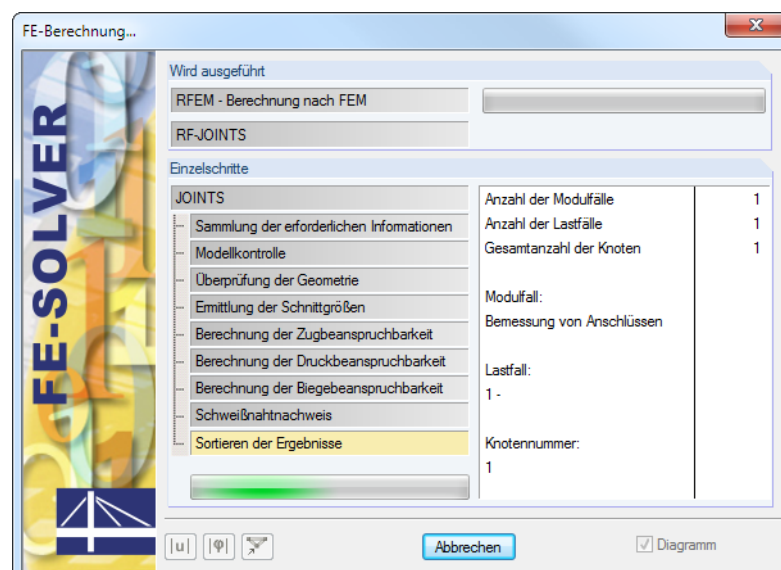 FE-Berechnung...
FE-SOLVER
Wird ausgeführt
RFEM - Berechnung nach FEM
RF-JOINTS
Einzelschritte
JOINTS
Sammlung der erforderlichen Informationen
Modellkontrolle
Überprüfung der Geometrie
Ermittlung der Schnittgrößen
Berechnung der Zugbeanspruchbarkeit
Berechnung der Druckbeanspruchbarkeit
Berechnung der Biegebeanspruchbarkeit
Schweißnahtnachweis
Sortieren der Ergebnisse
Anzahl der Modulfälle 1
Anzahl der Lastfälle 1
Gesamtanzahl der Knoten 1
Modulfall:
Bemessung von Anschlüssen
Lastfall:
1 -
Knotennummer:
1
|u| |φ|
Abbrechen
Diagramm